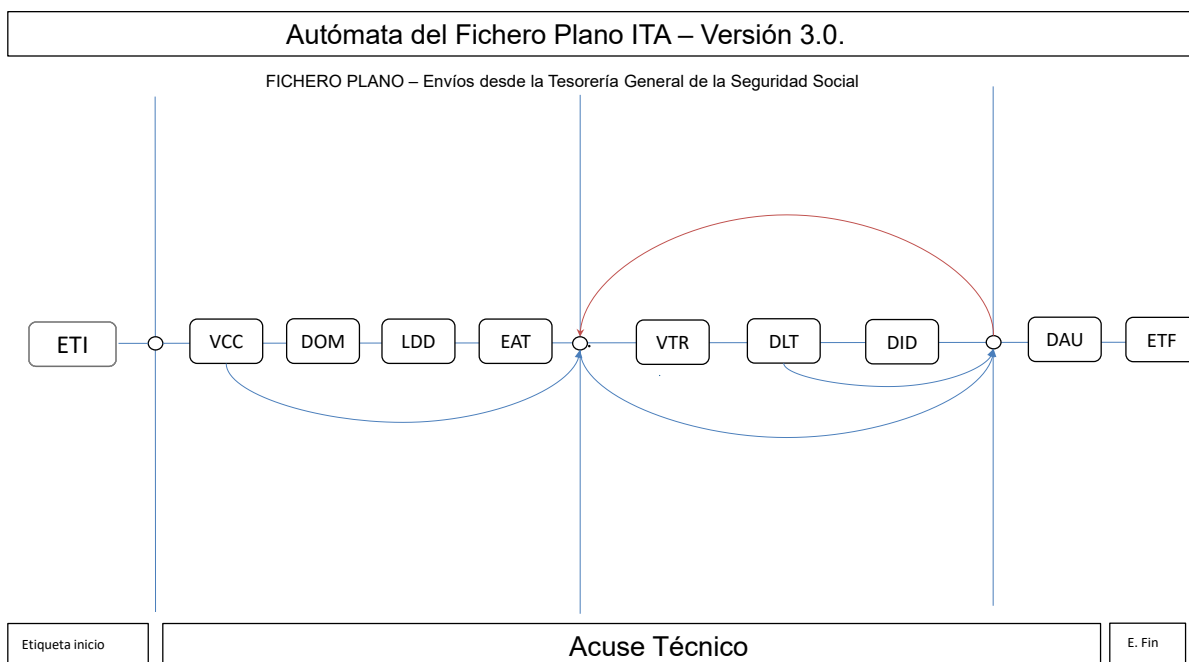 Autómata del Fichero Plano ITA – Versión 3.0.
FICHERO PLANO – Envíos desde la Tesorería General de la Seguridad Social
ETI
VCC
DOM
LDD
EAT
VTR
DLT
DID
DAU
ETF
Etiqueta inicio
Acuse Técnico
E. Fin